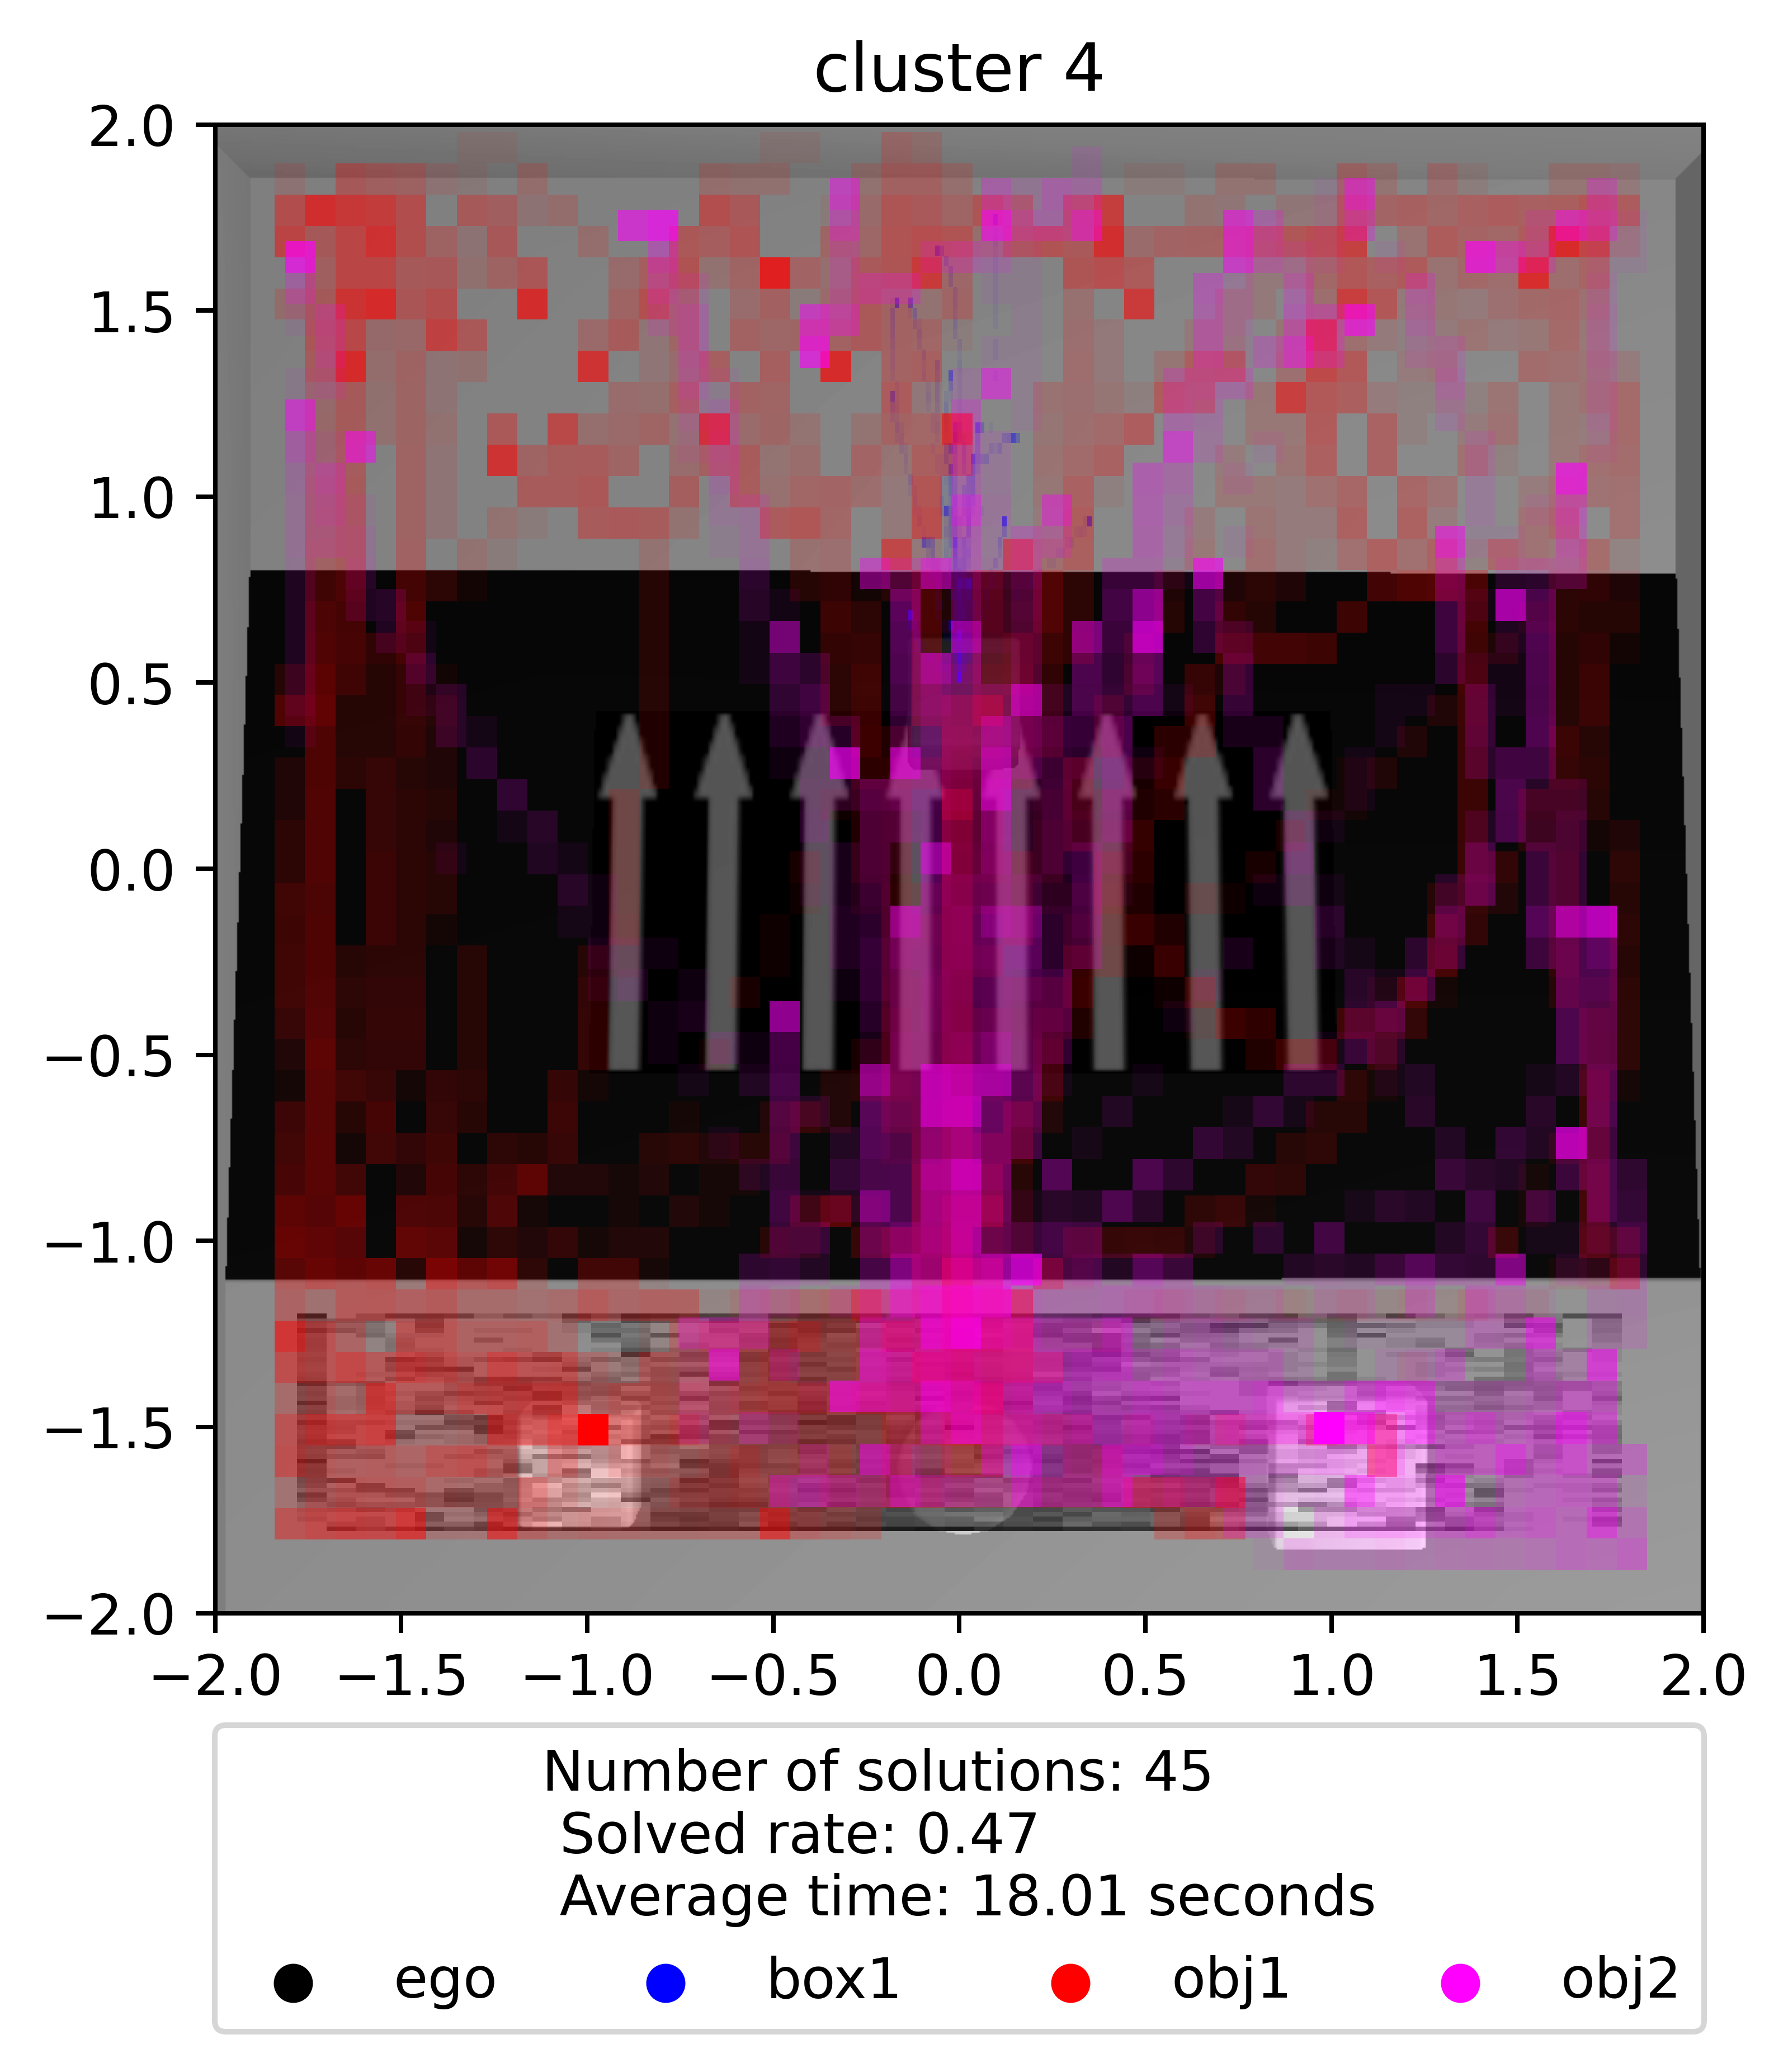 cluster 4
2.0
1.5
1.0
0.5
0.0
−0.5
−1.0
−1.5
−2.0
−2.0 −1.5 −1.0 −0.5 0.0 0.5 1.0 1.5 2.0
Number of solutions: 45
Solved rate: 0.47
Average time: 18.01 seconds
ego box1 obj1 obj2